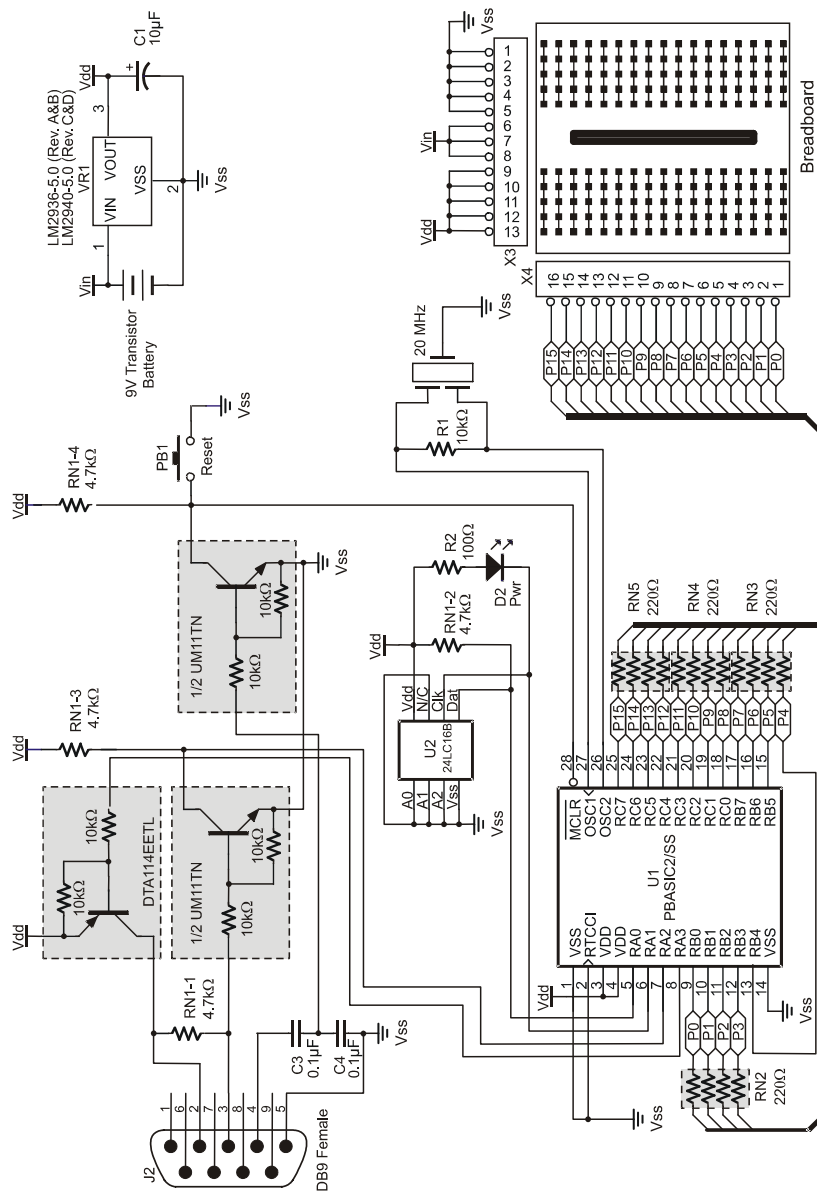 9V Transistor
Battery
Vin
1
VIN
LM2936-5.0 (Rev. A&B)
LM2940-5.0 (Rev. C&D)
VR1
VOUT
VSS
3
2
Vdd
+
C1
10µF
Vss
J2
DB9 Female
1
6
2
7
3
8
4
9
5
RN1-1
4.7kΩ
C3
0.1µF
C4
0.1µF
Vss
Vdd
10kΩ
10kΩ
DTA114EETL
1/2 UM11TN
10kΩ
10kΩ
Vdd
RN1-3
4.7kΩ
1/2 UM11TN
10kΩ
10kΩ
Vss
Vdd
RN1-4
4.7kΩ
PB1
Reset
Vss
Vdd
U2
24LC16B
A0
A1
A2
Vss
Vdd
N/C
Clk
Dat
Vss
RN1-2
4.7kΩ
R2
100Ω
D2
Pwr
R1
10kΩ
20 MHz
Vss
Vdd
Vss
U1
PBASIC2/SS
1
2
3
4
5
6
7
8
9
10
11
12
13
14
VSS
RTCCI
VDD
VDD
RA0
RA1
RA2
RA3
RB0
RB1
RB2
RB3
RB4
VSS
28
27
26
25
24
23
22
21
20
19
18
17
16
15
MCLR
OSC1
OSC2
RC7
RC6
RC5
RC4
RC3
RC2
RC1
RC0
RB7
RB6
RB5
Vss
P0
P1
P2
P3
RN2
220Ω
P15
P14
P13
P12
P11
P10
P9
P8
P7
P6
P5
P4
RN5
220Ω
RN4
220Ω
RN3
220Ω
P15
P14
P13
P12
P11
P10
P9
P8
P7
P6
P5
P4
P3
P2
P1
P0
X4
16
15
14
13
12
11
10
9
8
7
6
5
4
3
2
1
X3
Vdd
Vin
Vss
13
12
11
10
9
8
7
6
5
4
3
2
1
Breadboard